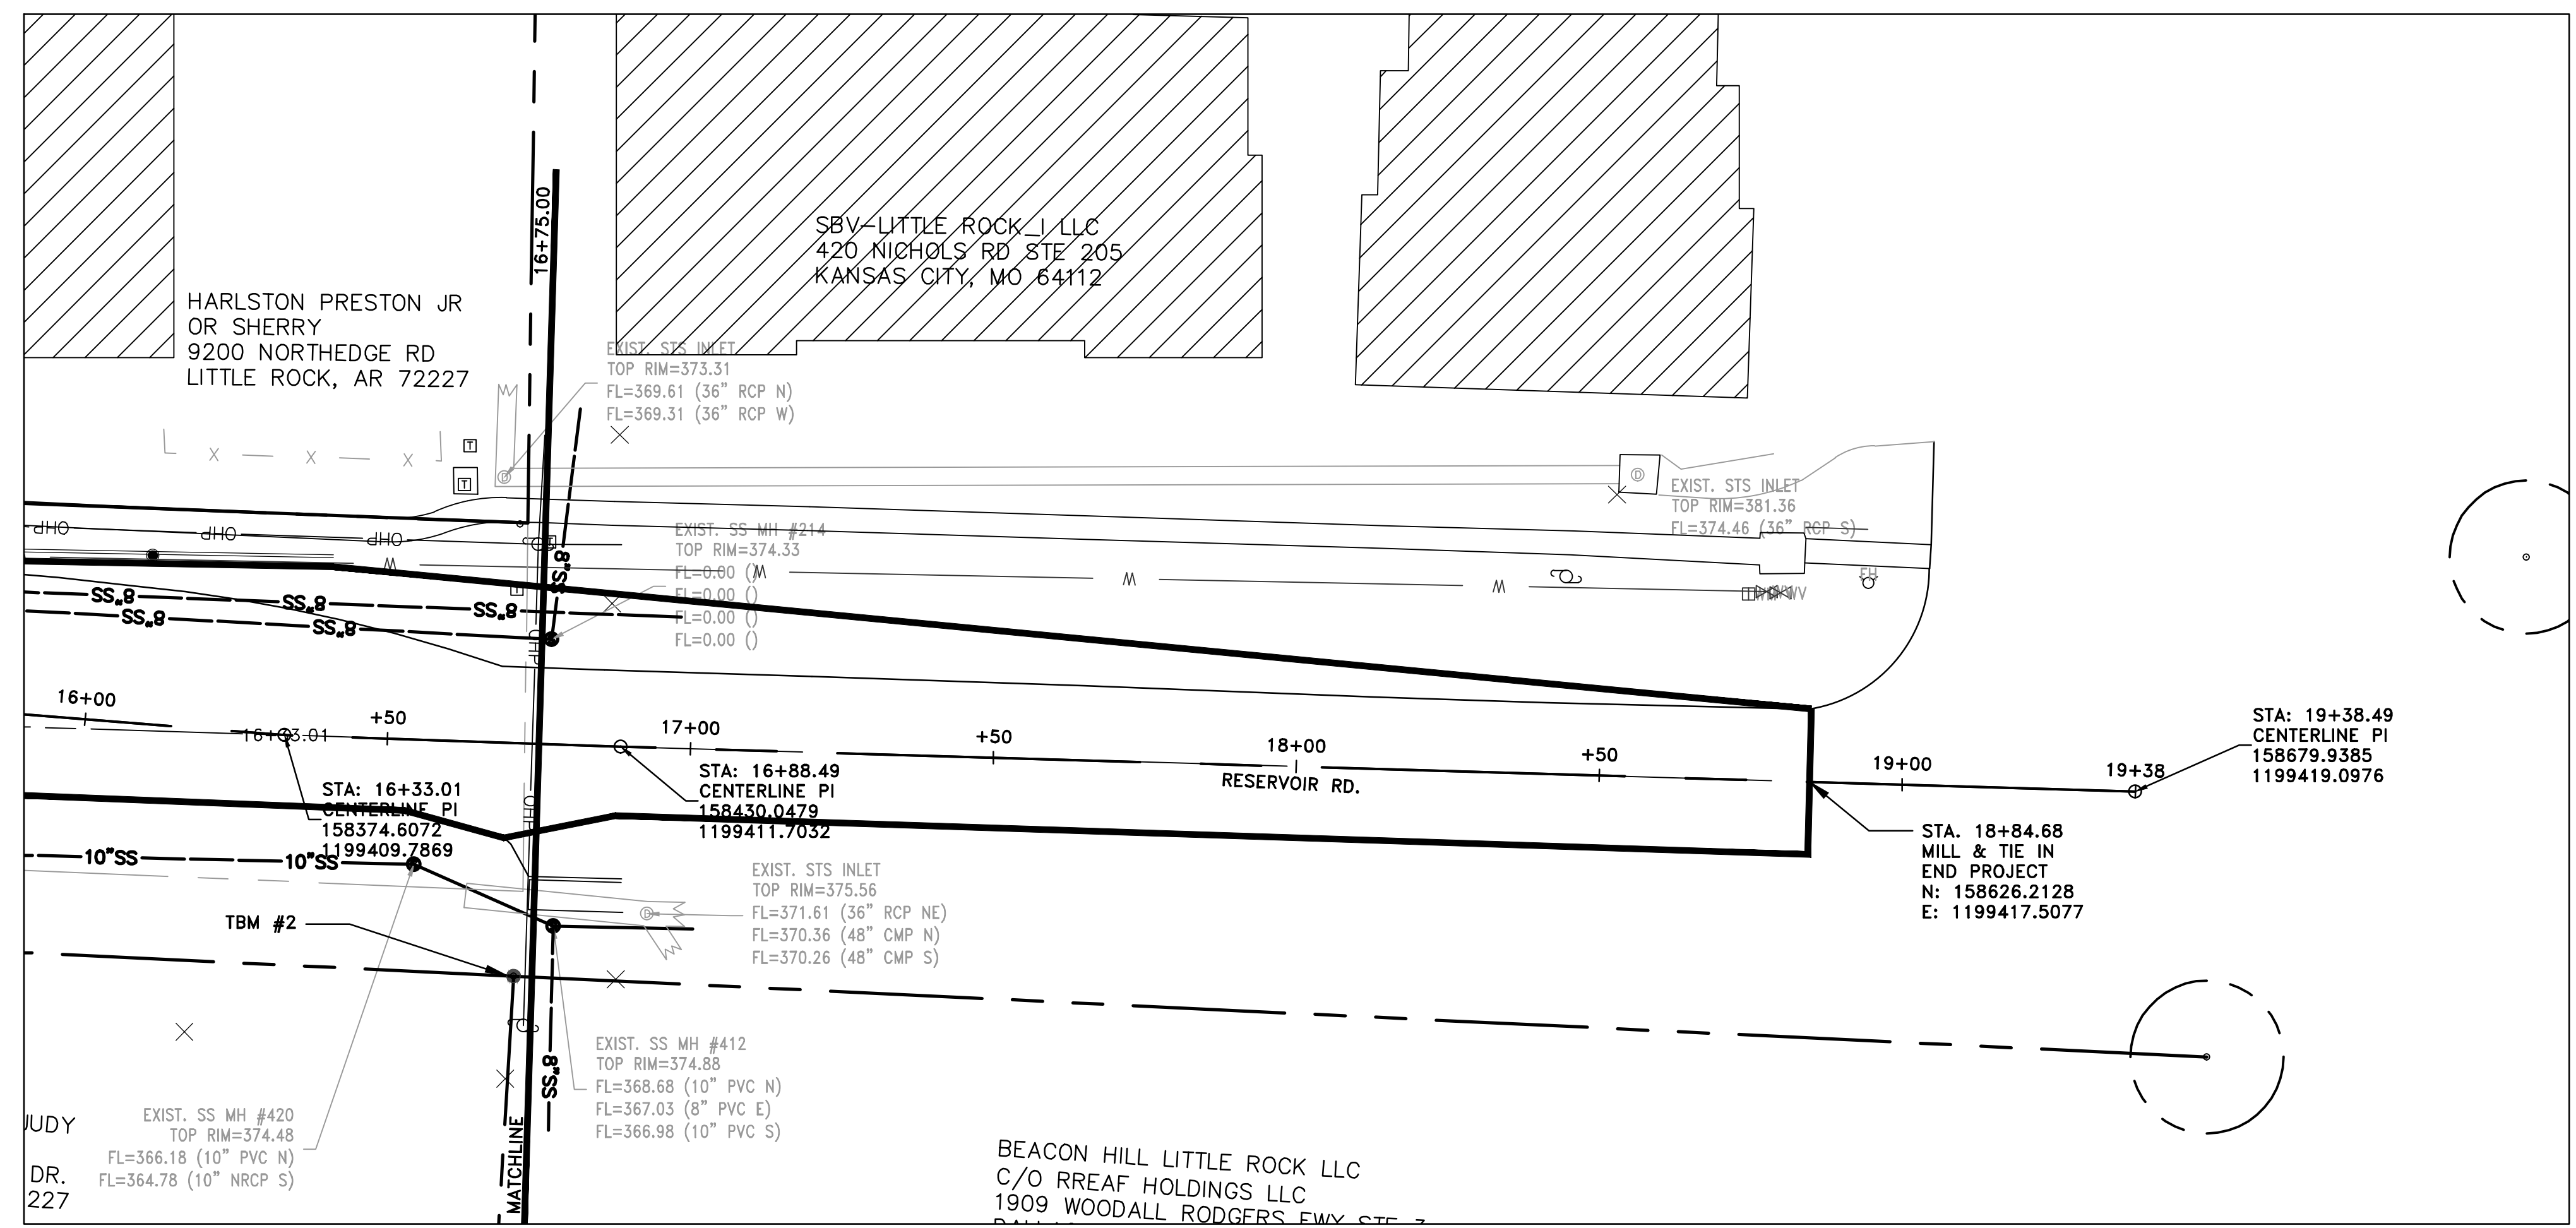 16+75.00
SBV-LITTLE ROCK_I LLC
420 NICHOLS RD STE 205
KANSAS CITY, MO 64112
HARLSTON PRESTON JR
OR SHERRY
9200 NORTHEDGE RD
LITTLE ROCK, AR 72227
EXIST. STS INLET
TOP RIM=373.31
FL=369.61 (36" RCP N)
FL=369.31 (36" RCP W)
X X X
T
T
D
D
EXIST. STS INLET
TOP RIM=381.36
FL=374.46 (36" RCP S)
OHP OHP OHP
EXIST. SS MH #214
TOP RIM=374.33
FL=0.00 ()
FL=0.00 ()
FL=0.00 ()
FL=0.00 ()
W W W W
FH
WV
8"SS
8"SS 8"SS 8"SS
8"SS 8"SS
OHP
16+00 +50 17+00 +50 18+00 +50 19+00 19+38
RESERVOIR RD.
16+33.01
STA: 16+33.01
CENTERLINE PI
158374.6072
1199409.7869
STA: 16+88.49
CENTERLINE PI
158430.0479
1199411.7032
STA: 19+38.49
CENTERLINE PI
158679.9385
1199419.0976
STA. 18+84.68
MILL & TIE IN
END PROJECT
N: 158626.2128
E: 1199417.5077
OHP
10"SS 10"SS
TBM #2
D
EXIST. STS INLET
TOP RIM=375.56
FL=371.61 (36" RCP NE)
FL=370.36 (48" CMP N)
FL=370.26 (48" CMP S)
EXIST. SS MH #412
TOP RIM=374.88
FL=368.68 (10" PVC N)
FL=367.03 (8" PVC E)
FL=366.98 (10" PVC S)
8"SS
MATCHLINE
EXIST. SS MH #420
TOP RIM=374.48
FL=366.18 (10" PVC N)
FL=364.78 (10" NRCP S)
JUDY
DR.
227
BEACON HILL LITTLE ROCK LLC
C/O RREAF HOLDINGS LLC
1909 WOODALL RODGERS FWY STE